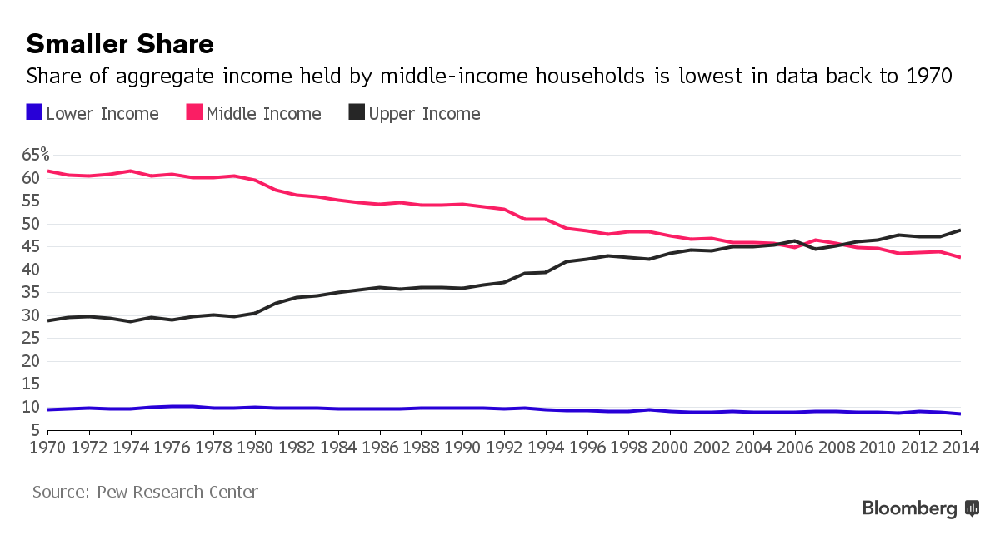 Smaller Share
Share of aggregate income held by middle-income households is lowest in data back to 1970
Lower Income Middle Income Upper Income
65%
60
55
50
45
40
35
30
25
20
15
10
5
1970 1972 1974 1976 1978 1980 1982 1984 1986 1988 1990 1992 1994 1996 1998 2000 2002 2004 2006 2008 2010 2012 2014
Source: Pew Research Center
Bloomberg